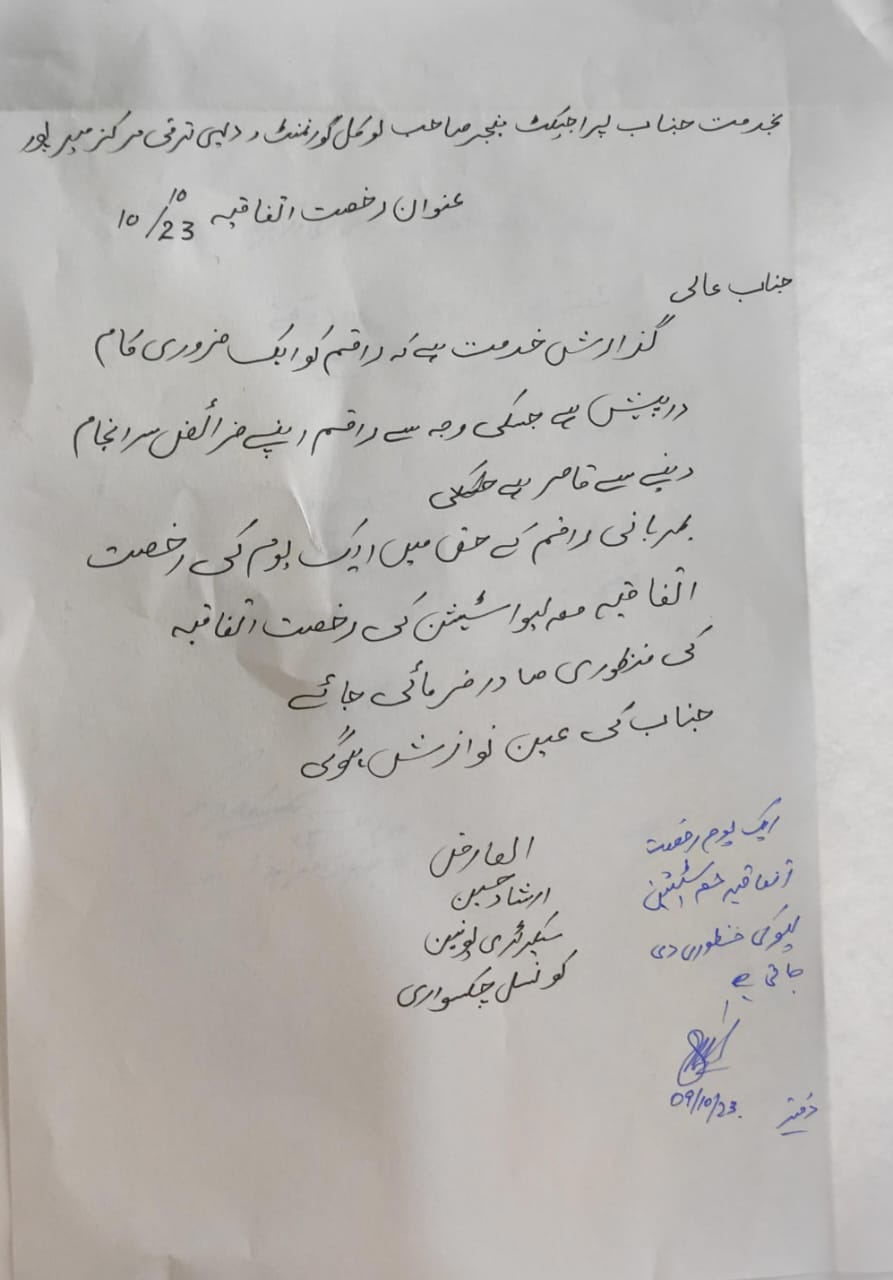 بخدمت جناب پراجیکٹ منیجر صاحب لوکل گورنمنٹ و دیہی ترقی مرکز میرپور
عنوان رخصت اتفاقیہ 10/10/23
جناب عالی
گذارش خدمت ہے کہ راقم کو ایک ضروری کام
درپیش ہے جسکی وجہ سے راقم اپنے فرائض سرانجام
دینے سے قاصر ہے
بمہربانی راقم کے حق میں ایک یوم کی رخصت
اتفاقیہ معہ لیو اسٹیشن کی رخصت اتفاقیہ
کی منظوری صادر فرمائی جائے
جناب کی عین نوازش ہوگی
العارض
ارشاد حسین
سیکرٹری یونین
کونسل چکسواری
ایک یوم رخصت
اتفاقیہ معہ اسٹیشن
لیو کی منظوری دی
جاتی ہے
09/10/23.
دفتر